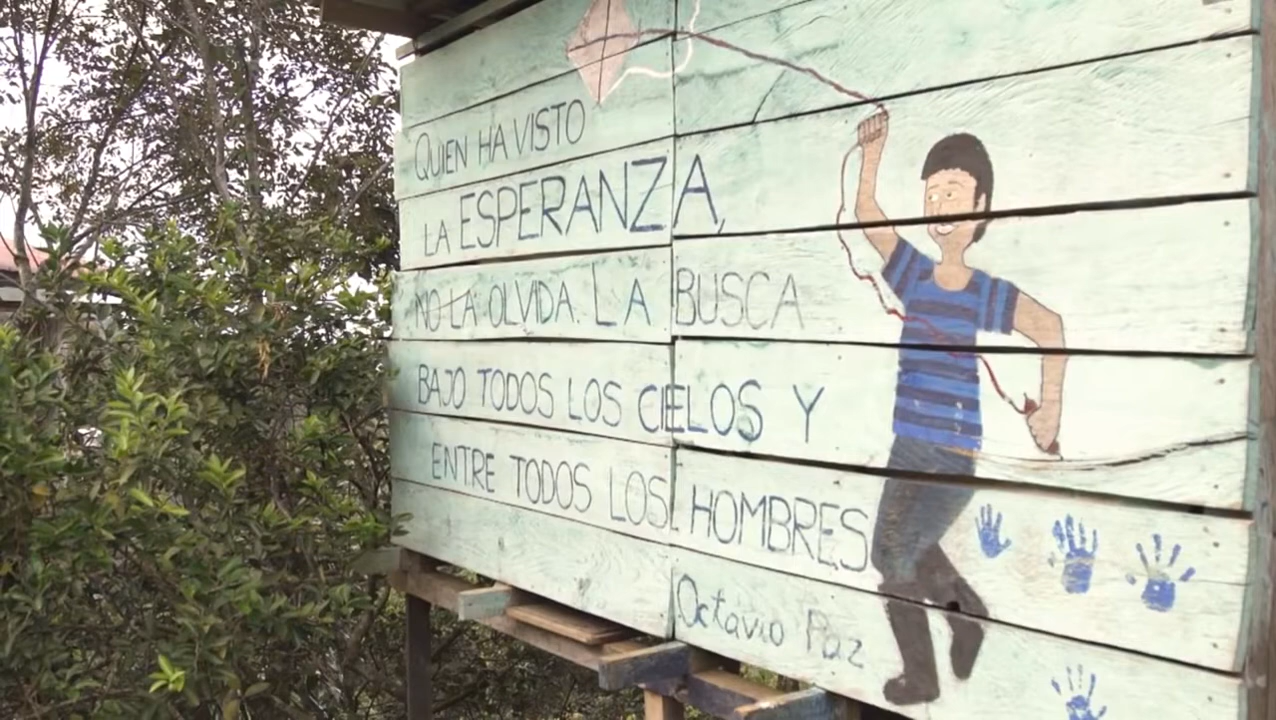 QUIEN HA VISTO
LA ESPERANZA,
NO LA OLVIDA. LA BUSCA
BAJO TODOS LOS CIELOS Y
ENTRE TODOS LOS HOMBRES
Octavio Paz